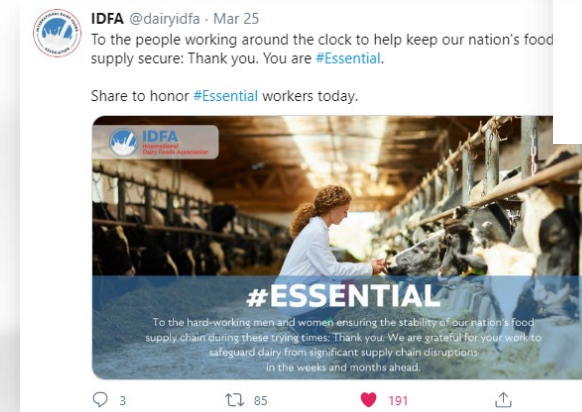 IDFA @dairyidfa · Mar 25
To the people working around the clock to help keep our nation's food
supply secure: Thank you. You are #Essential.
Share to honor #Essential workers today.
IDFA
International
Dairy Foods Association
#ESSENTIAL
To the hard-working men and women ensuring the stability of our nation's food
supply chain during these trying times: Thank you. We are grateful for your work to
safeguard dairy from significant supply chain disruptions
in the weeks and months ahead.
3 85 191